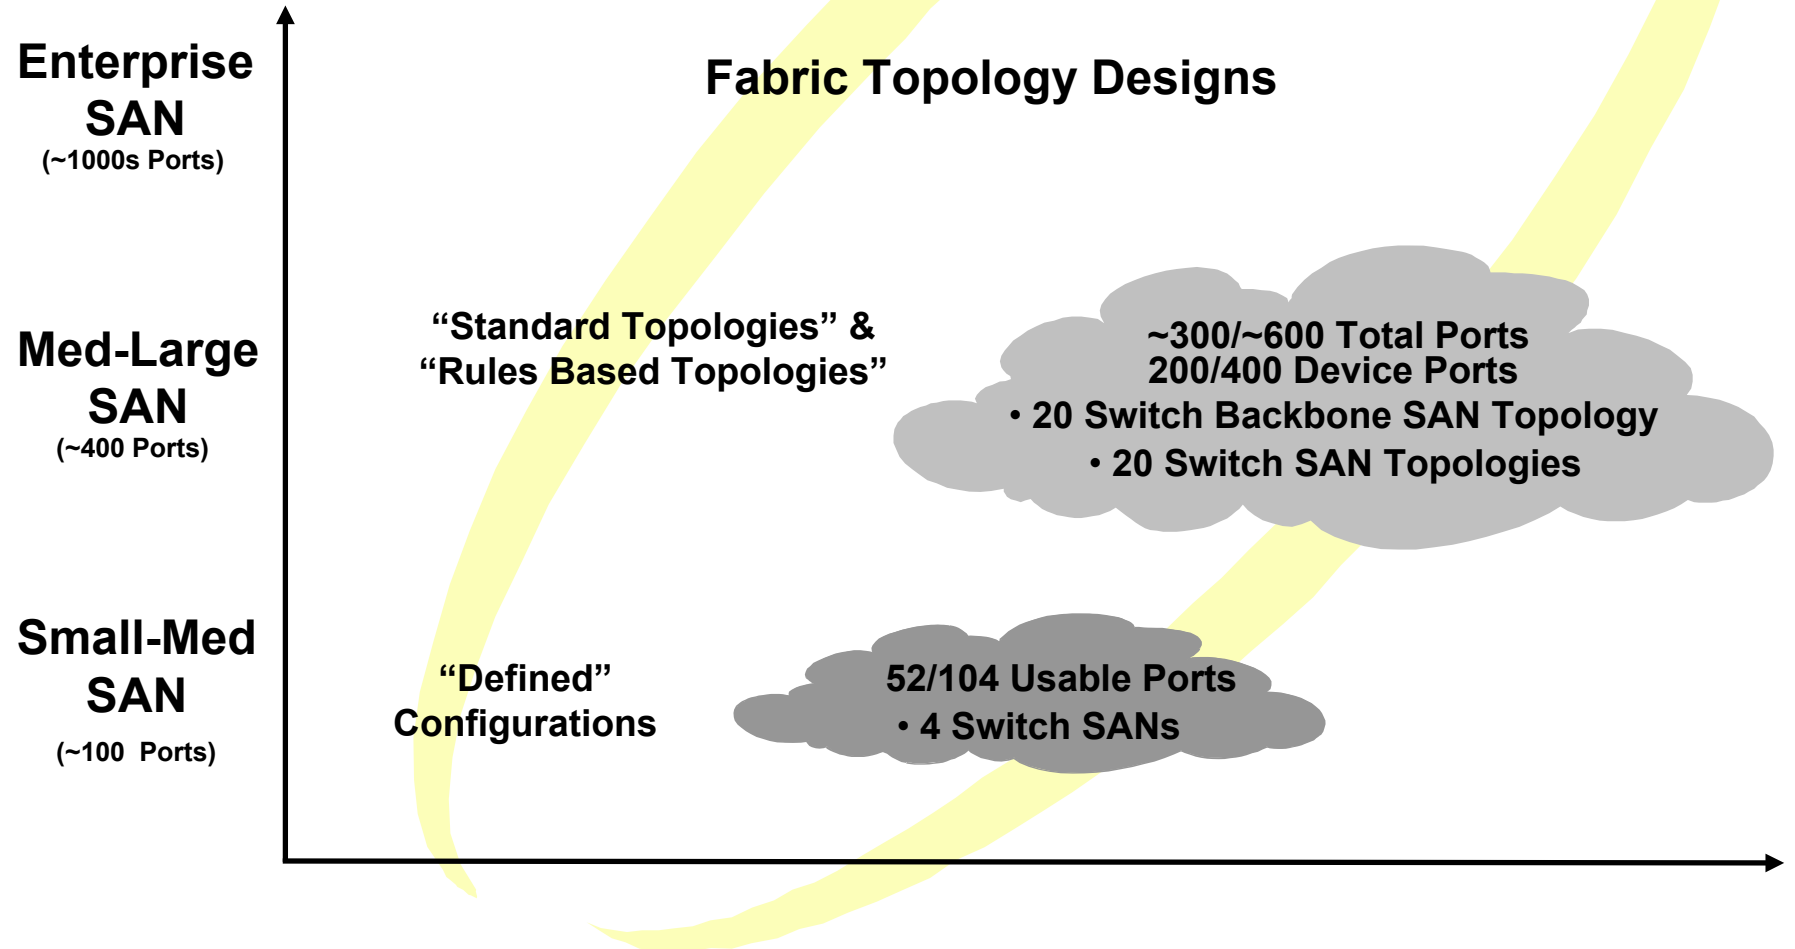 Fabric Topology Designs
Enterprise
SAN
(~1000s Ports)
Med-Large
SAN
(~400 Ports)
“Standard Topologies” &
“Rules Based Topologies”
~300/~600 Total Ports
200/400 Device Ports
• 20 Switch Backbone SAN Topology
• 20 Switch SAN Topologies
Small-Med
SAN
(~100 Ports)
“Defined”
Configurations
52/104 Usable Ports
• 4 Switch SANs